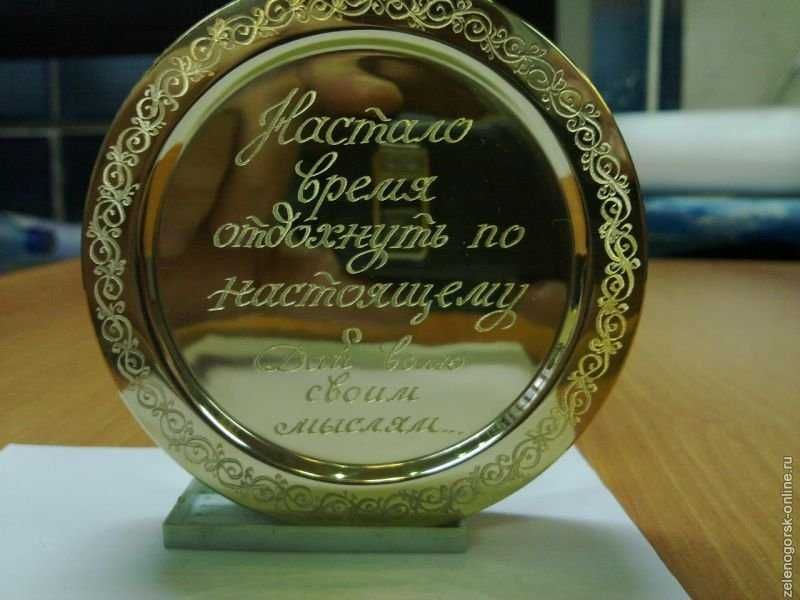 Настало
время
отдохнуть по
настоящему
Дай волю
своим
мыслям...
zelenogorsk-online.ru